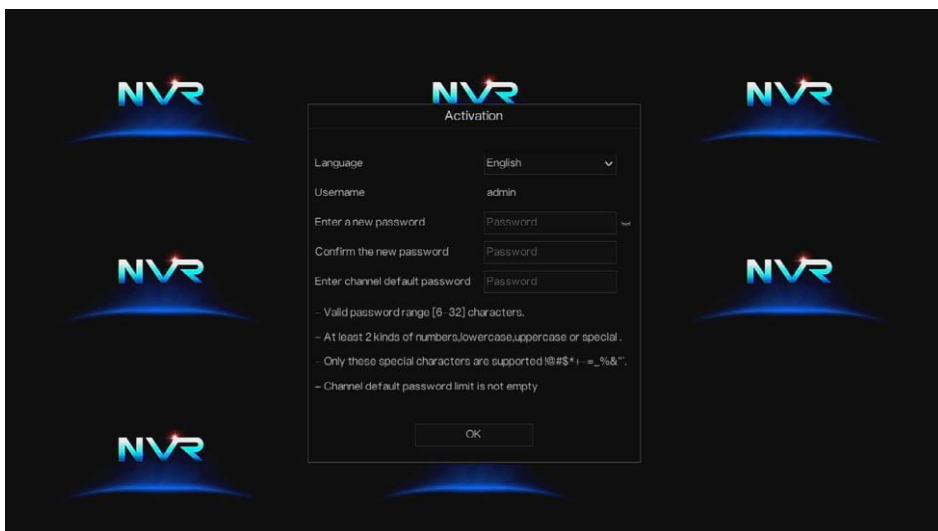 NVR NVR NVR
Activation
Language English
Username admin
Enter a new password Password
Confirm the new password Password
Enter channel default password Password
- Valid password range [6-32] characters.
- At least 2 kinds of numbers,lowercase,uppercase or special .
- Only these special characters are supported
- Channel default password limit is not empty
OK
NVR NVR
NVR